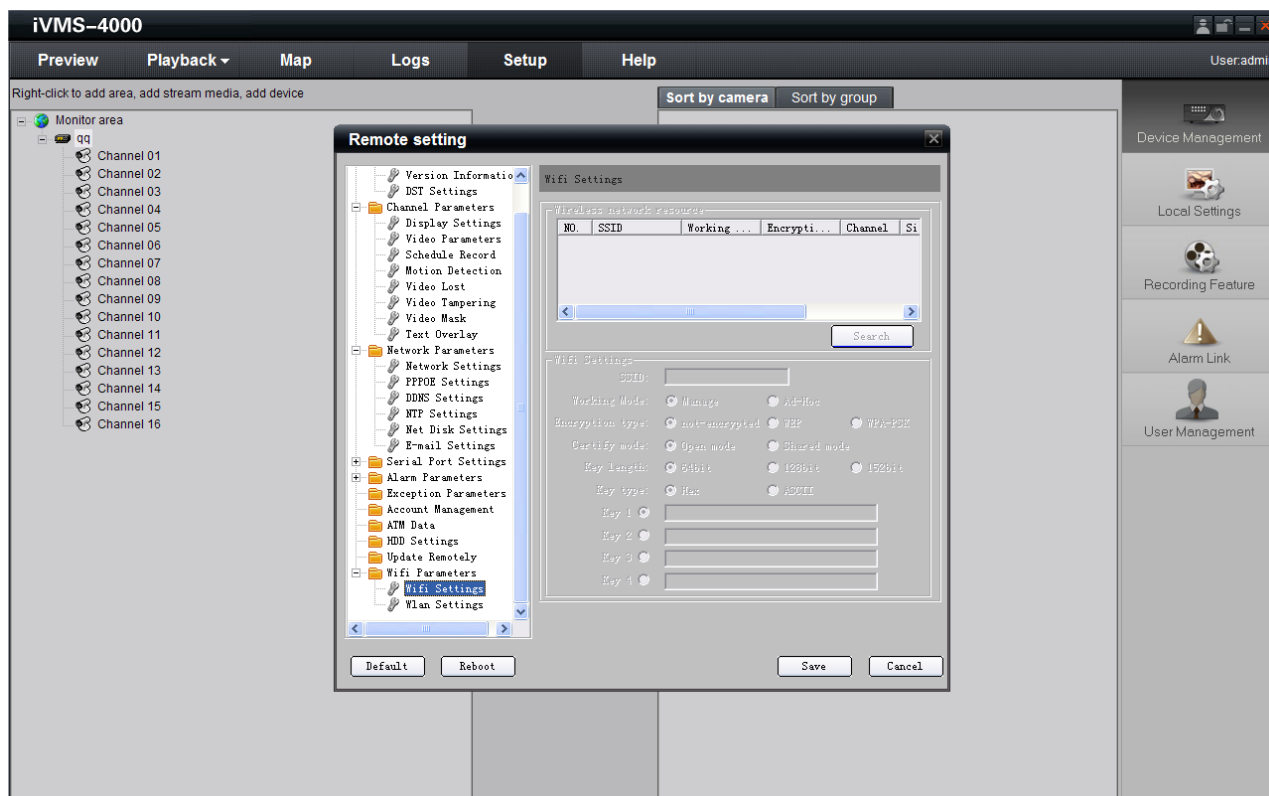 iVMS-4000
Preview Playback Map Logs Setup Help User:admi
Right-click to add area, add stream media, add device
Monitor area
qq
Channel 01
Channel 02
Channel 03
Channel 04
Channel 05
Channel 06
Channel 07
Channel 08
Channel 09
Channel 10
Channel 11
Channel 12
Channel 13
Channel 14
Channel 15
Channel 16
Sort by camera Sort by group
Remote setting
Version Informatio
DST Settings
Channel Parameters
Display Settings
Video Parameters
Schedule Record
Motion Detection
Video Lost
Video Tampering
Video Mask
Text Overlay
Network Parameters
Network Settings
PPPOE Settings
DDNS Settings
NTP Settings
Net Disk Settings
E-mail Settings
Serial Port Settings
Alarm Parameters
Exception Parameters
Account Management
ATM Data
HDD Settings
Update Remotely
Wifi Parameters
Wifi Settings
Wlan Settings
Wifi Settings
Wireless network resource
NO. SSID Working ... Encrypti... Channel Si
Search
Wifi Settings
SSID:
Working Mode: Manage Ad-Hoc
Encryption type: not-encrypted WEP WPA-PSK
Certify mode: Open mode Shared mode
Key length: 64bit 128bit 152bit
Key type: Hex ASCII
Key 1
Key 2
Key 3
Key 4
Default Reboot Save Cancel
Device Management
Local Settings
Recording Feature
Alarm Link
User Management